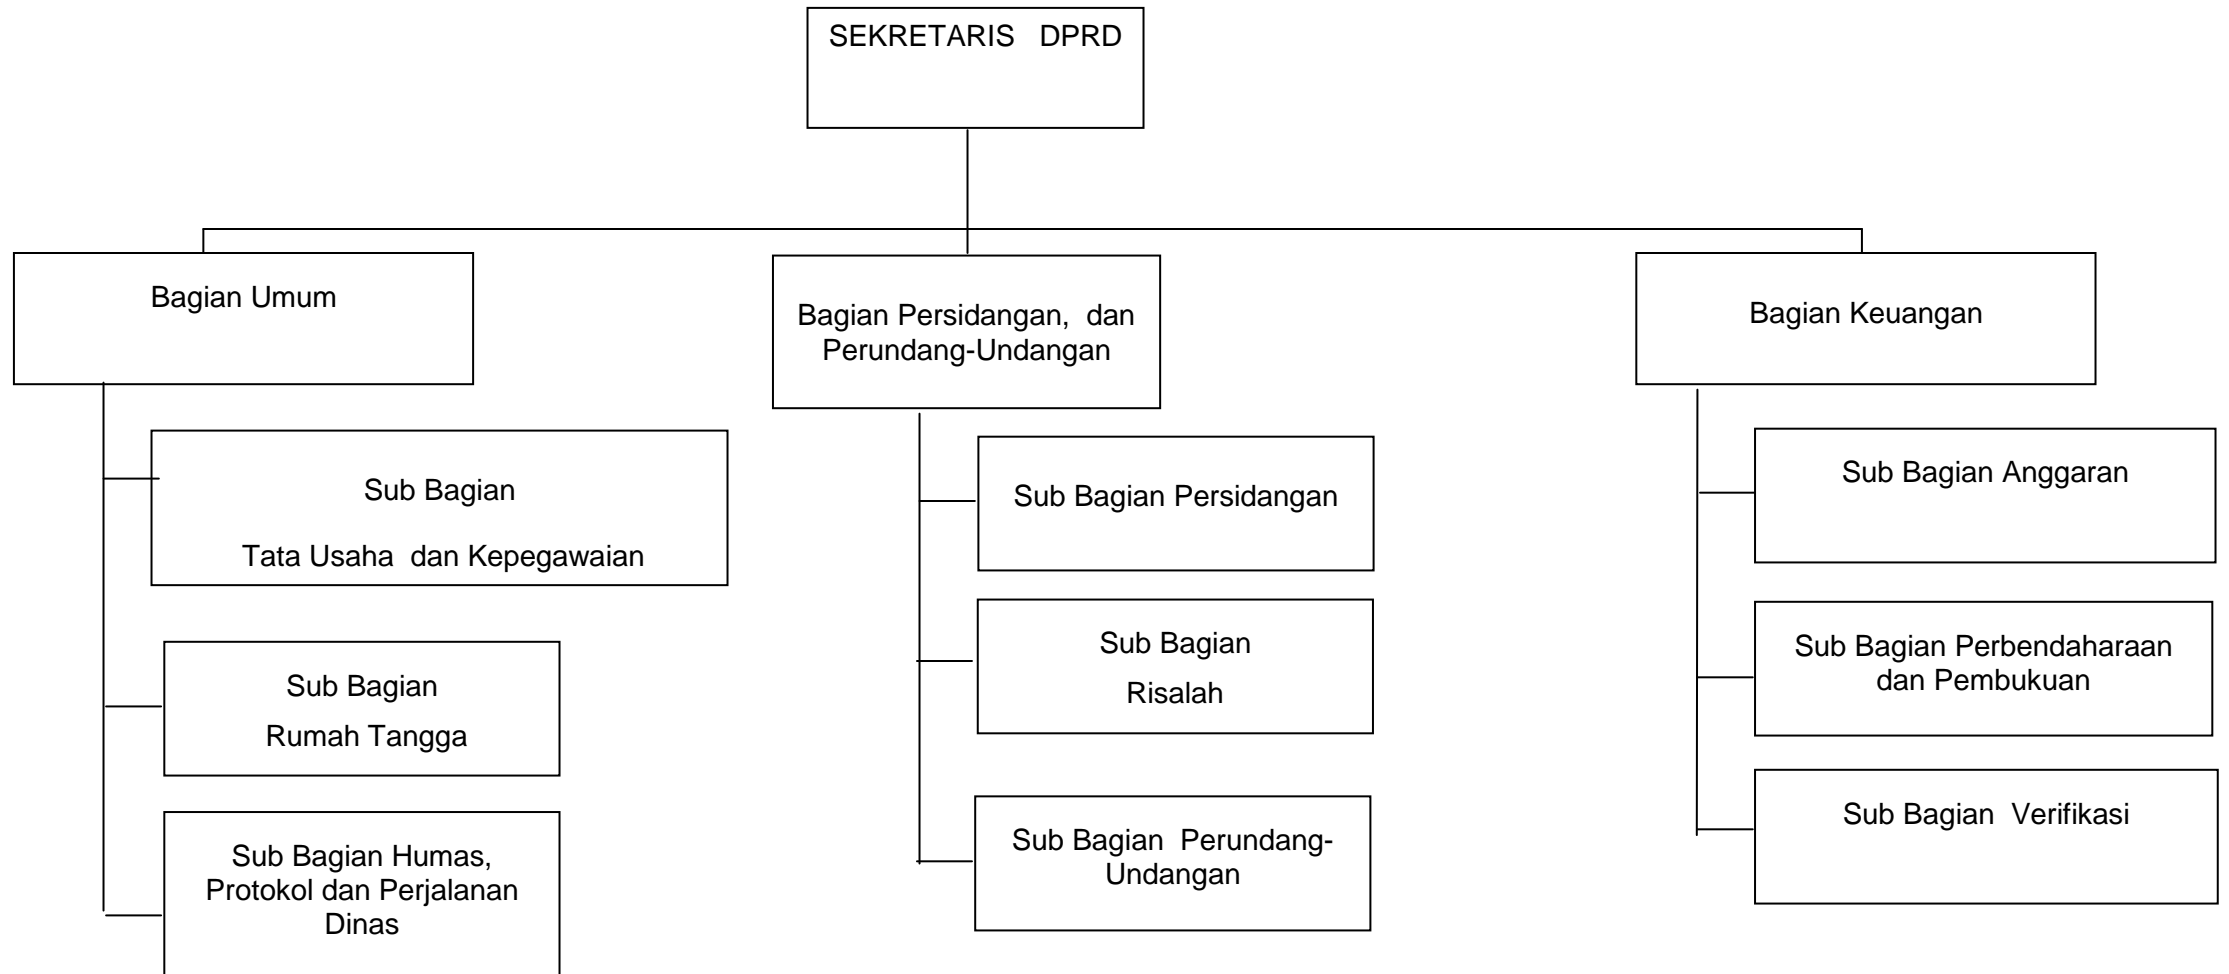 SEKRETARIS DPRD
Bagian Umum
Bagian Persidangan, dan
Perundang-Undangan
Bagian Keuangan
Sub Bagian
Tata Usaha dan Kepegawaian
Sub Bagian
Rumah Tangga
Sub Bagian Humas,
Protokol dan Perjalanan
Dinas
Sub Bagian Persidangan
Sub Bagian
Risalah
Sub Bagian Perundang-
Undangan
Sub Bagian Anggaran
Sub Bagian Perbendaharaan
dan Pembukuan
Sub Bagian Verifikasi